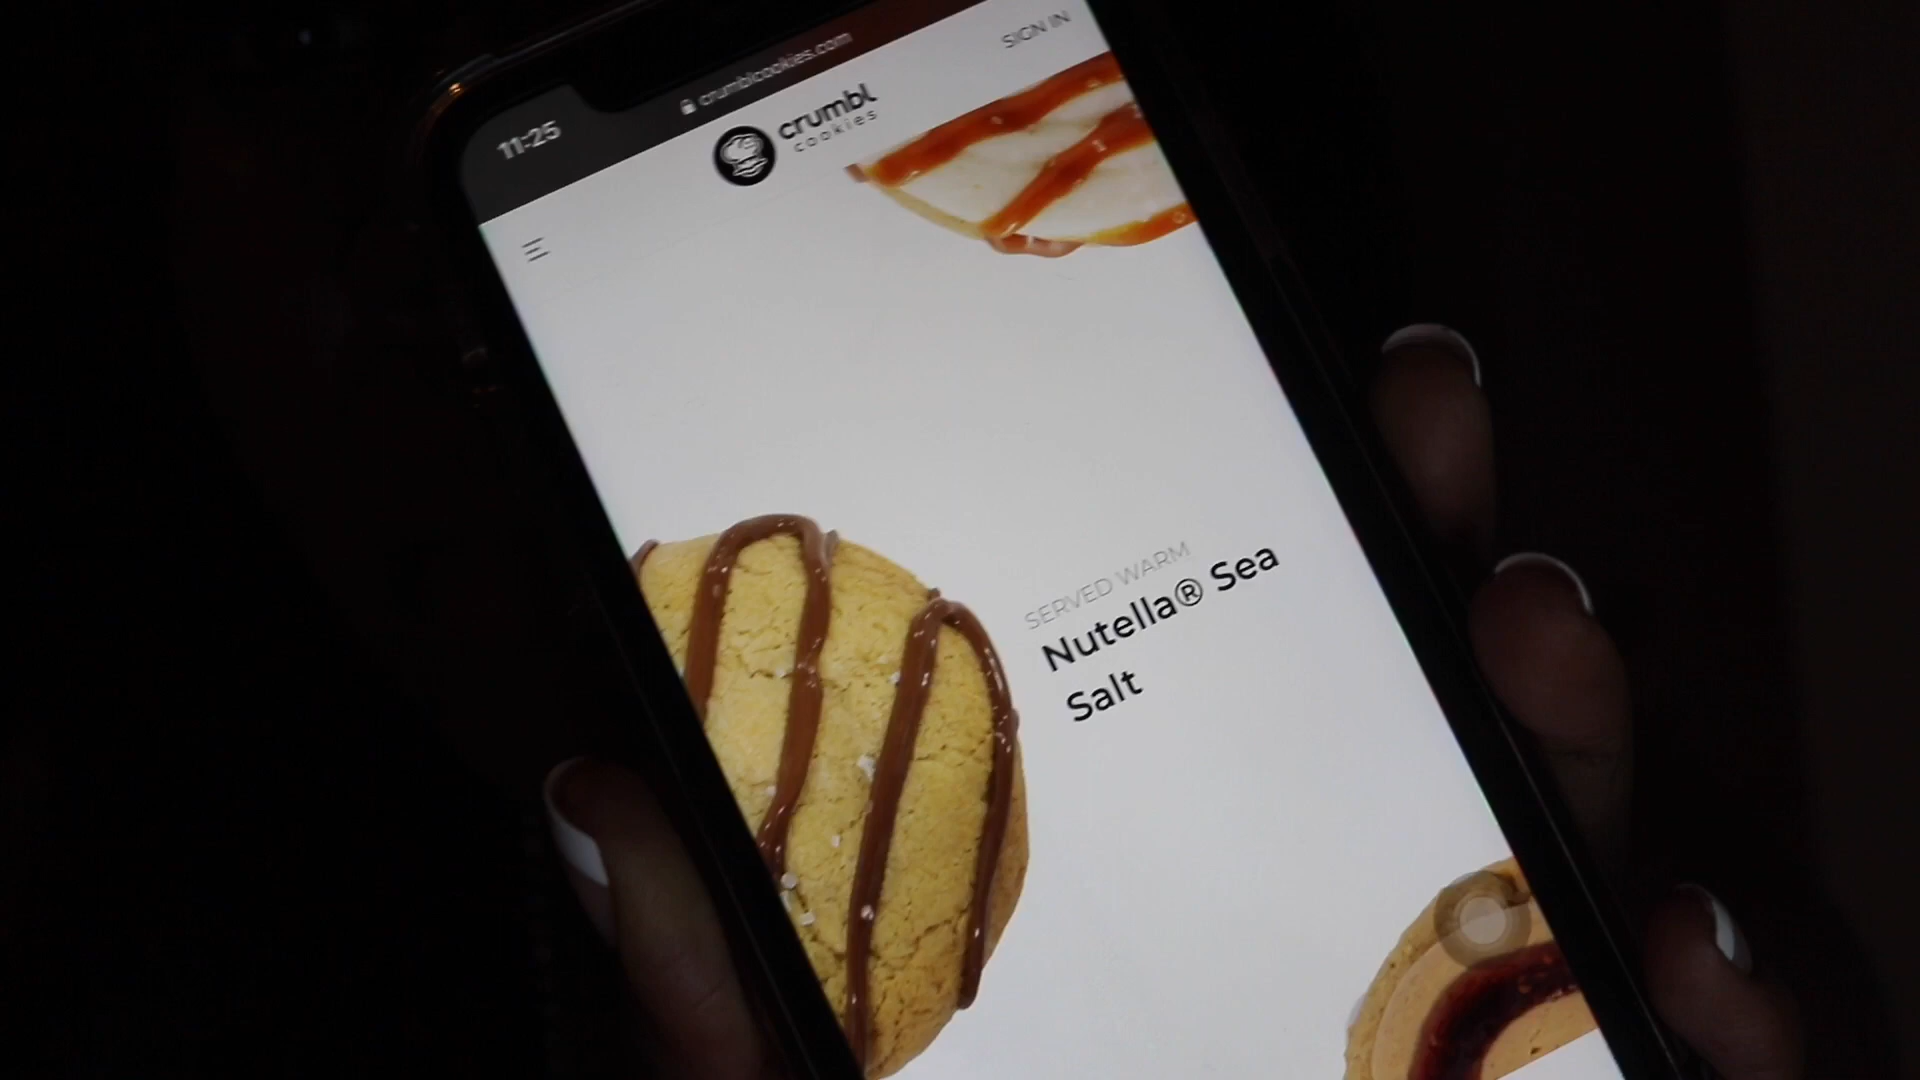 11:25
crumblcookies.com
crumbl
cookies
SIGN IN
SERVED WARM
Nutella® Sea
Salt